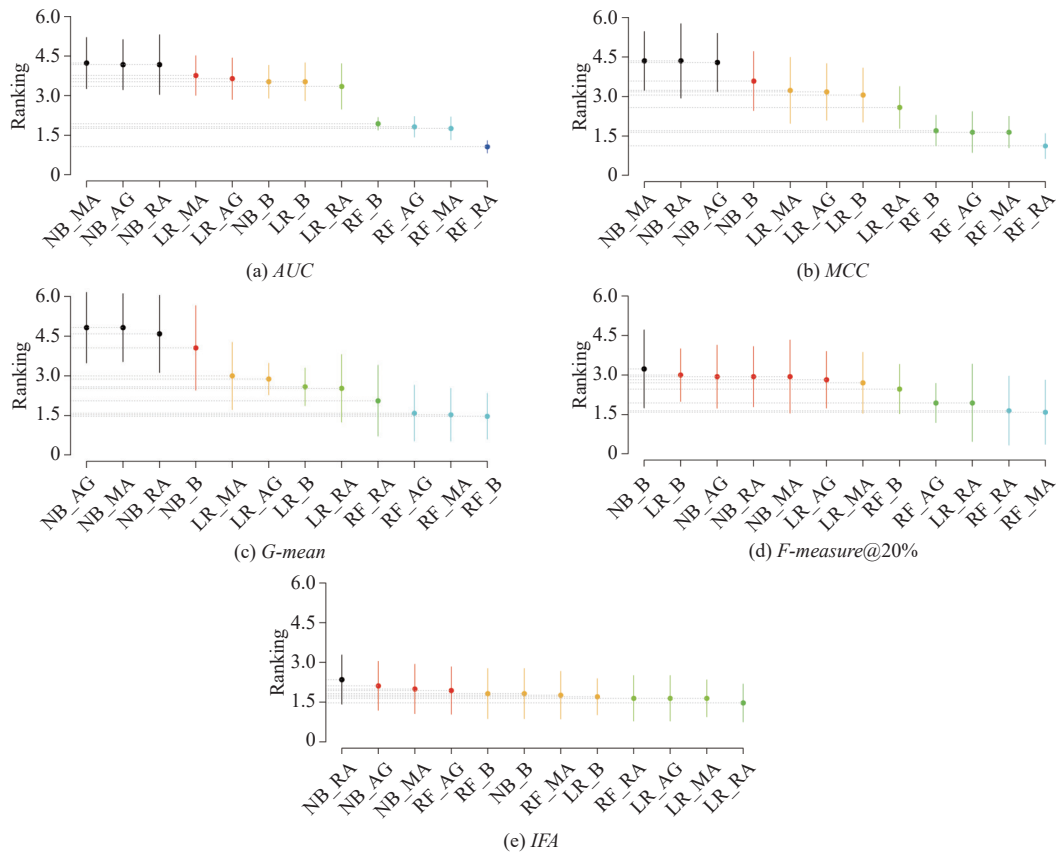 6.0
4.5
3.0
1.5
0
Ranking
NB_MA
NB_AG
NB_RA
LR_MA
LR_AG
NB_B
LR_B
LR_RA
RF_B
RF_AG
RF_MA
RF_RA
(a) AUC
6.0
4.5
3.0
1.5
0
Ranking
NB_MA
NB_RA
NB_AG
NB_B
LR_MA
LR_AG
LR_B
LR_RA
RF_B
RF_AG
RF_MA
RF_RA
(b) MCC
6.0
4.5
3.0
1.5
0
Ranking
NB_AG
NB_MA
NB_RA
NB_B
LR_MA
LR_AG
LR_B
LR_RA
RF_RA
RF_AG
RF_MA
RF_B
(c) G-mean
6.0
4.5
3.0
1.5
0
Ranking
NB_B
LR_B
NB_AG
NB_RA
NB_MA
LR_AG
LR_MA
RF_B
RF_AG
LR_RA
RF_RA
RF_MA
(d) F-measure@20%
6.0
4.5
3.0
1.5
0
Ranking
NB_RA
NB_AG
NB_MA
RF_AG
RF_B
NB_B
RF_MA
LR_B
RF_RA
LR_AG
LR_MA
LR_RA
(e) IFA